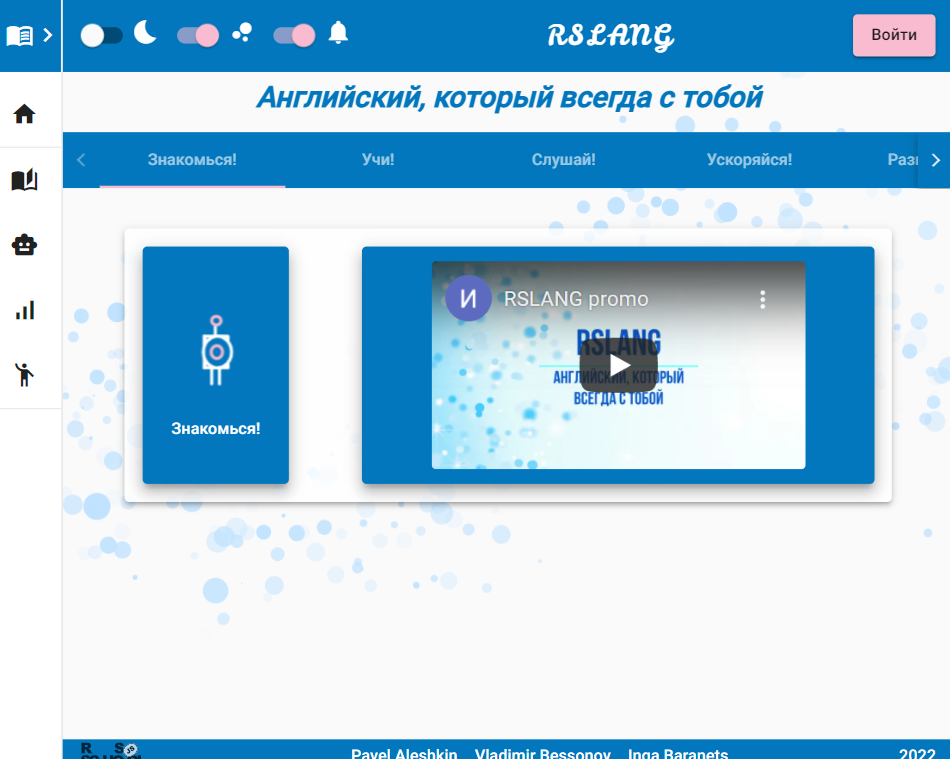 RSLANG
Войти
Английский, который всегда с тобой
Знакомься!
Учи!
Слушай!
Ускоряйся!
Знакомься!
И
RSLANG promo
RSLANG
АНГЛИЙСКИЙ, КОТОРЫЙ
ВСЕГДА С ТОБОЙ
R S JS
Pavel Aleshkin Vladimir Bessonov Inga Baranets
2022